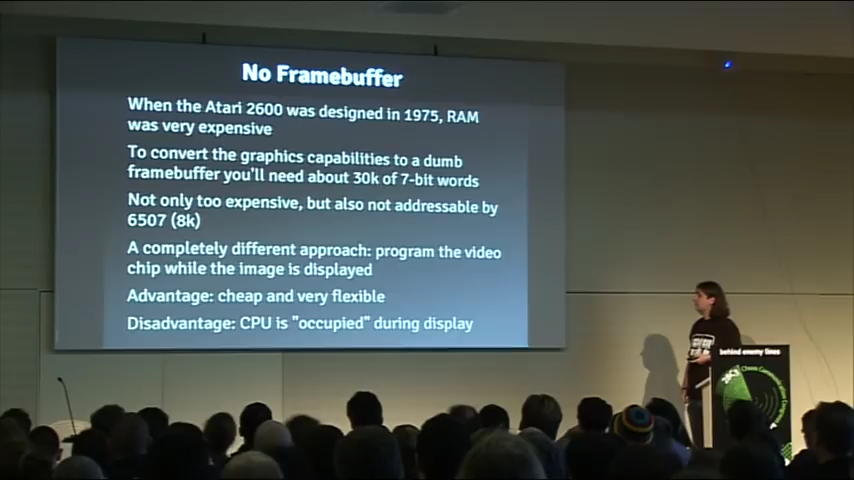 No Framebuffer
When the Atari 2600 was designed in 1975, RAM
was very expensive
To convert the graphics capabilities to a dumb
framebuffer you'll need about 30k of 7-bit words
Not only too expensive, but also not addressable by
6507 (8k)
A completely different approach: program the video
chip while the image is displayed
Advantage: cheap and very flexible
Disadvantage: CPU is "occupied" during display
behind enemy lines
28C3